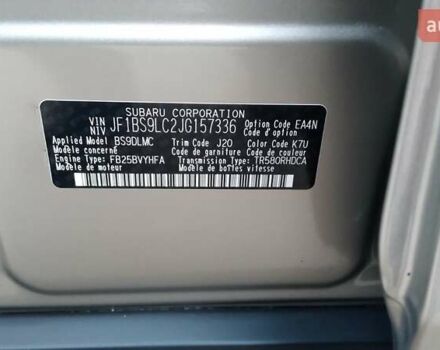 au
SUBARU CORPORATION
VIN
NIV JF1BS9LC2JG157336 Option Code EA4N
Code d'option
Applied Model BS9DLMC Trim Code J20 Color Code K7U
Modèle concerné Code de garniture Code de couleur
Engine Type: FB25BVYHFA Transmission Type: TR580RHDCA
Modèle de moteur Modèle de boîtes vitesse